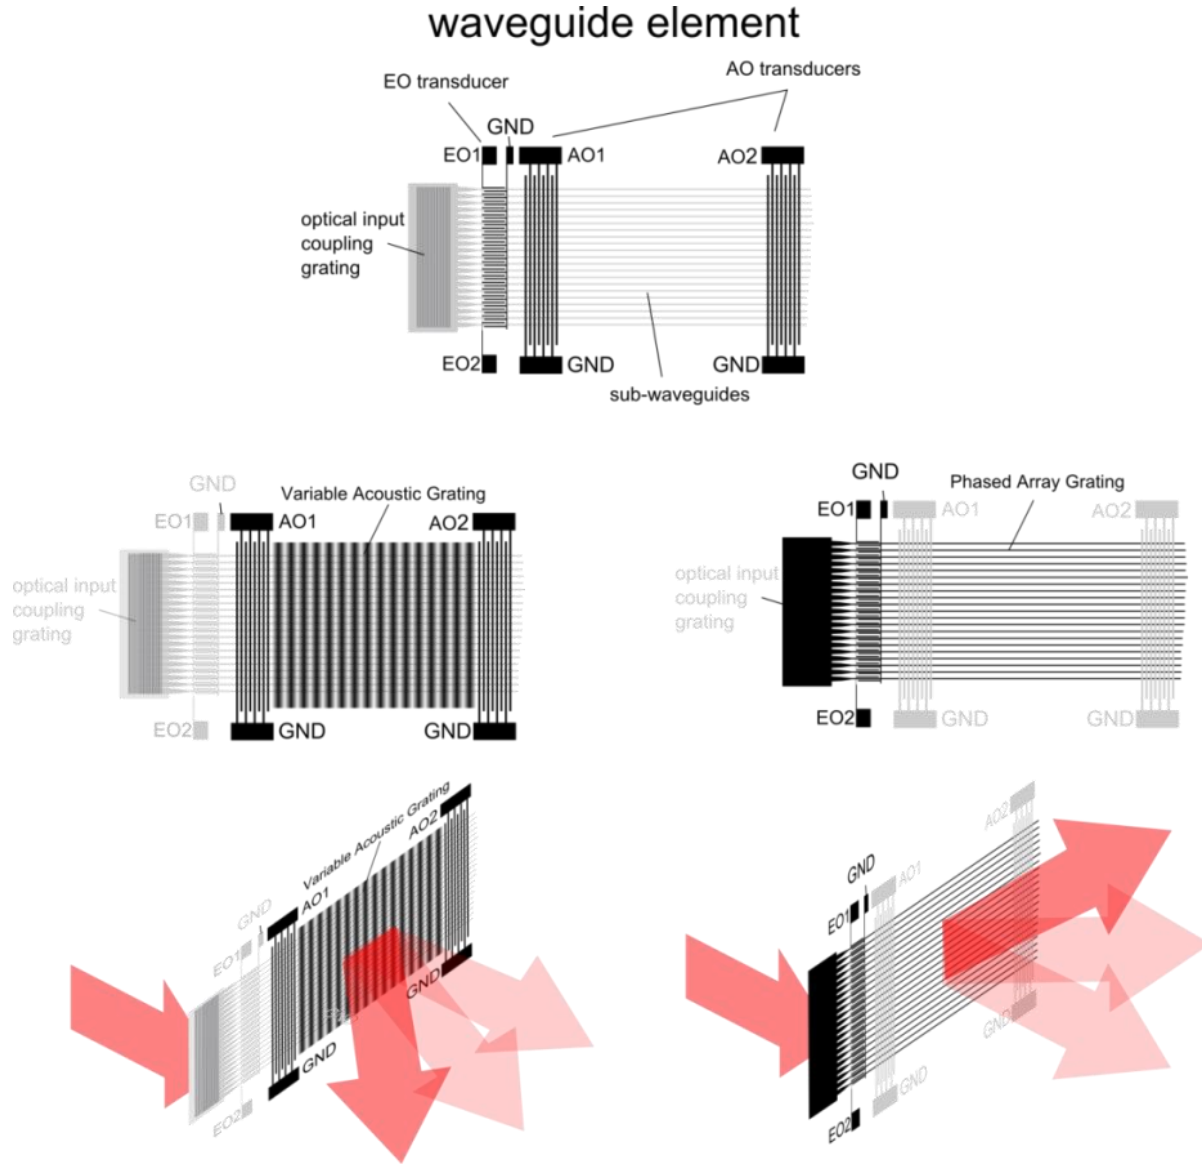 waveguide element
AO transducers
EO transducer
GND
EO1
AO1
AO2
optical input
coupling
grating
EO2
GND
GND
sub-waveguides
GND
Variable Acoustic Grating
EO1
AO1
AO2
optical input
coupling
grating
EO2
GND
GND
GND
Phased Array Grating
EO1
AO1
AO2
optical input
coupling
grating
EO2
GND
GND
Variable Acoustic Grating
AO2
AO1
GND
EO1
GND
GND
EO2
AO2
GND
AO1
EO1
GND
GND
EO2